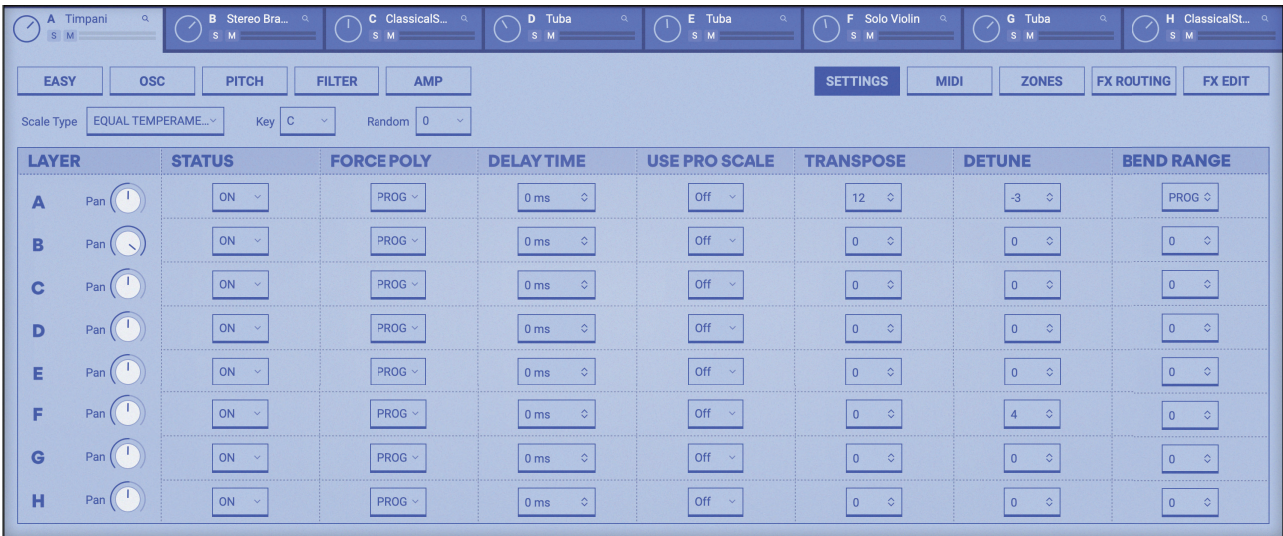 A Timpani B Stereo Bra... C ClassicalS... D Tuba E Tuba F Solo Violin G Tuba H ClassicalSt...
S M S M S M S M S M S M S M S M
EASY OSC PITCH FILTER AMP SETTINGS MIDI ZONES FX ROUTING FX EDIT
Scale Type EQUAL TEMPERAME... Key C Random 0
LAYER STATUS FORCE POLY DELAY TIME USE PRO SCALE TRANSPOSE DETUNE BEND RANGE
A Pan ON PROG 0 ms Off 12 -3 PROG
B Pan ON PROG 0 ms Off 0 0 0
C Pan ON PROG 0 ms Off 0 0 0
D Pan ON PROG 0 ms Off 0 0 0
E Pan ON PROG 0 ms Off 0 0 0
F Pan ON PROG 0 ms Off 0 4 0
G Pan ON PROG 0 ms Off 0 0 0
H Pan ON PROG 0 ms Off 0 0 0